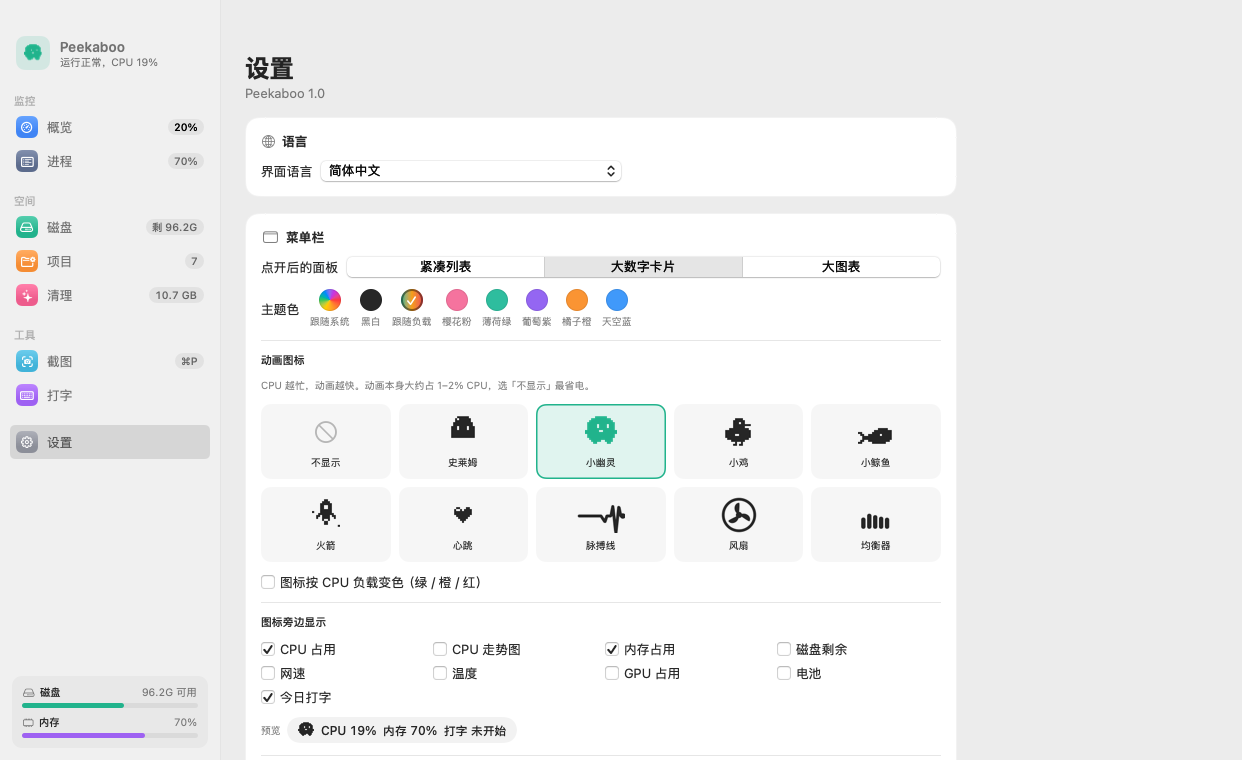 Peekaboo
运行正常，CPU 19%
监控
概览 20%
进程 70%
空间
磁盘 剩 96.2G
项目 7
清理 10.7 GB
工具
截图 ⌘P
打字
设置
磁盘 96.2G 可用
内存 70%
设置
Peekaboo 1.0
语言
界面语言 简体中文
菜单栏
点开后的面板 紧凑列表 大数字卡片 大图表
主题色 跟随系统 黑白 跟随负载 樱花粉 薄荷绿 葡萄紫 橘子橙 天空蓝
动画图标
CPU 越忙，动画越快。动画本身大约占 1–2% CPU，选「不显示」最省电。
不显示 史莱姆 小幽灵 小鸡 小鲸鱼
火箭 心跳 脉搏线 风扇 均衡器
图标按 CPU 负载变色（绿 / 橙 / 红）
图标旁边显示
CPU 占用 CPU 走势图 内存占用 磁盘剩余
网速 温度 GPU 占用 电池
今日打字
预览 CPU 19% 内存 70% 打字 未开始